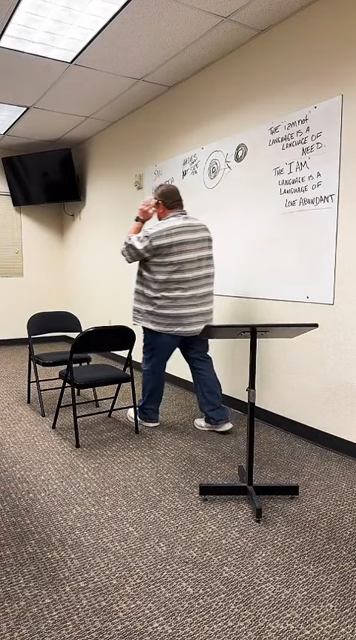 THE "I am not"
LANGUAGE IS A
LANGUAGE OF
NEED.
THE "I AM"
LANGUAGE IS A
LANGUAGE OF
LOVE ABUNDANT